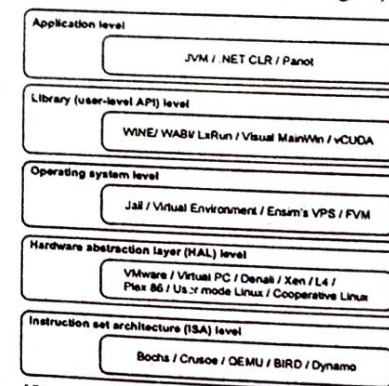 Application level
JVM / .NET CLR / Panot
Library (user-level API) level
WINE/ WABI/ LxRun / Visual MainWin / vCUDA
Operating system level
Jail / Virtual Environment / Ensim's VPS / FVM
Hardware abstraction layer (HAL) level
VMware / Virtual PC / Denali / Xen / L4 /
Plex 86 / User mode Linux / Cooperative Linux
Instruction set architecture (ISA) level
Bochs / Crusoe / QEMU / BIRD / Dynamo